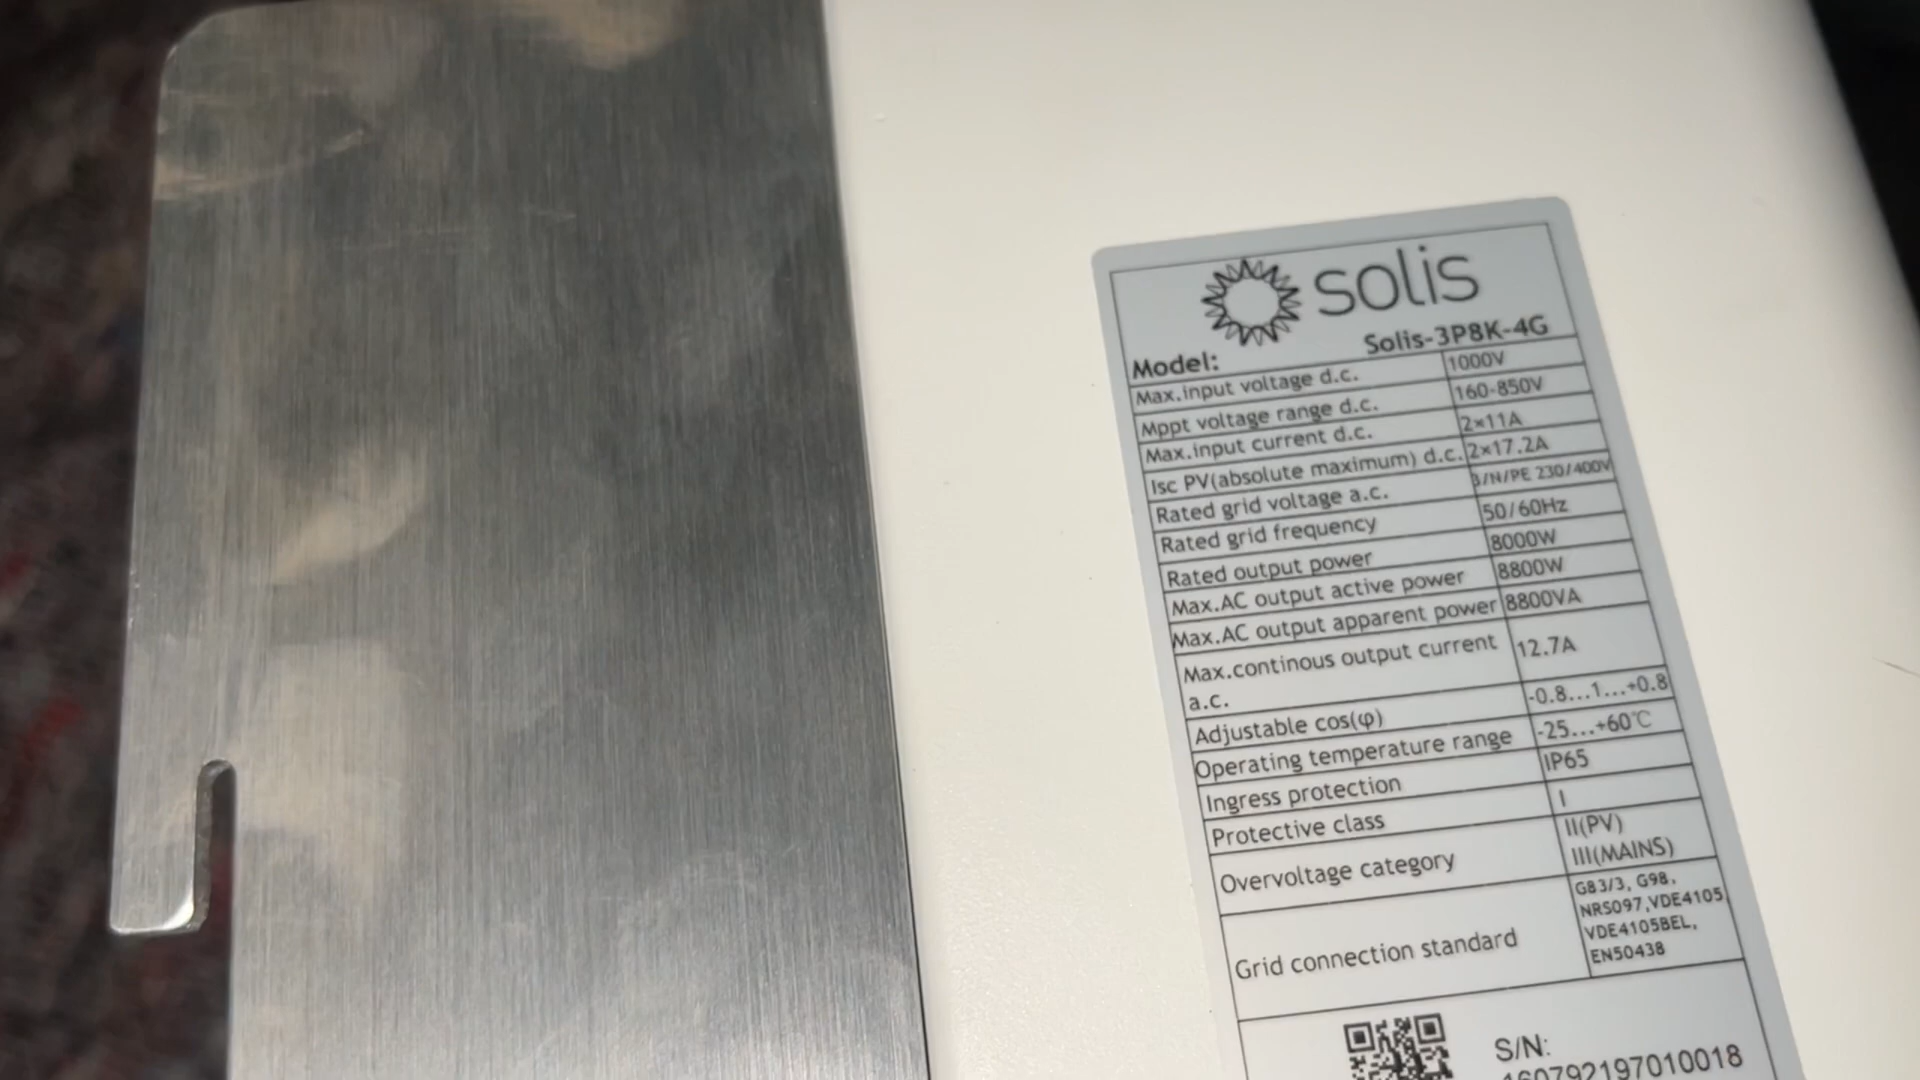 solis
Model: Solis-3P8K-4G
Max.input voltage d.c. 1000V
Mppt voltage range d.c. 160-850V
Max.input current d.c. 2×11A
Isc PV(absolute maximum) d.c. 2×17.2A
Rated grid voltage a.c. 3/N/PE 230/400V
Rated grid frequency 50/60Hz
Rated output power 8000W
Max.AC output active power 8800W
Max.AC output apparent power 8800VA
Max.continous output current
a.c. 12.7A
Adjustable cos(φ) -0.8...1...+0.8
Operating temperature range -25...+60℃
Ingress protection IP65
Protective class I
Overvoltage category II(PV)
III(MAINS)
Grid connection standard G83/3, G98,
NRS097,VDE4105
VDE4105BEL,
EN50438
S/N:
160792197010018